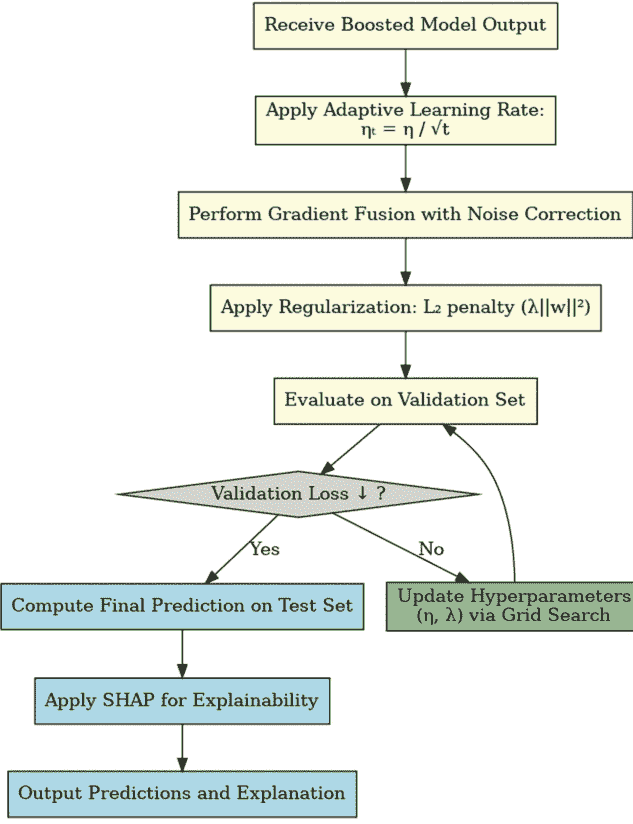 Receive Boosted Model Output
Apply Adaptive Learning Rate:
ηₜ = η / √t
Perform Gradient Fusion with Noise Correction
Apply Regularization: L₂ penalty (λ||w||²)
Evaluate on Validation Set
Validation Loss ↓ ?
Yes
No
Compute Final Prediction on Test Set
Update Hyperparameters
(η, λ) via Grid Search
Apply SHAP for Explainability
Output Predictions and Explanation